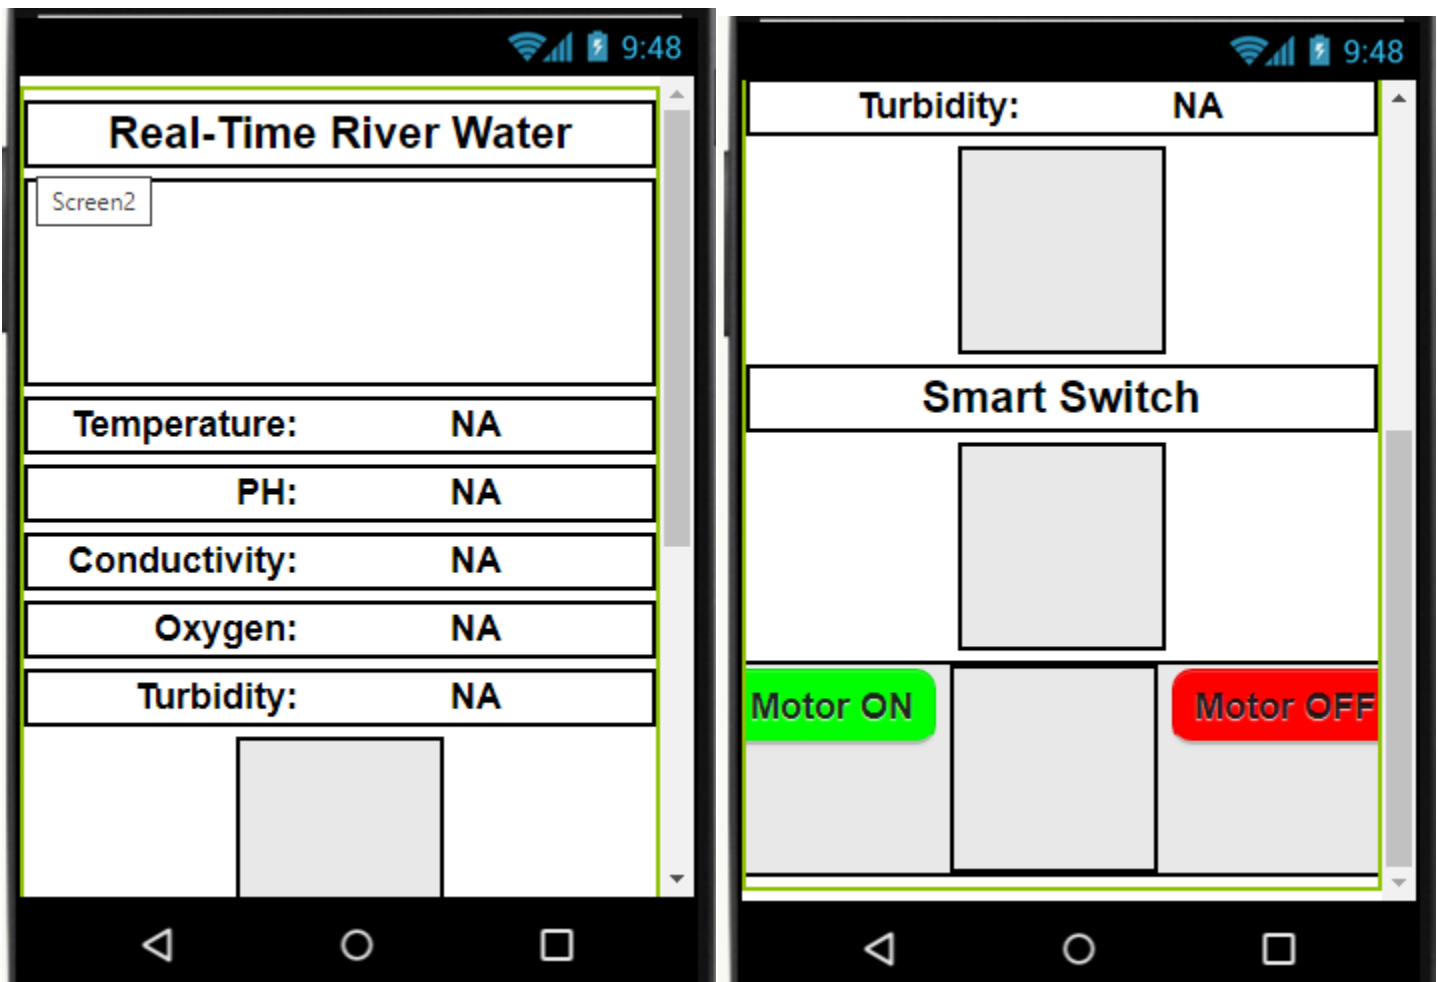 9:48
Real-Time River Water
Screen2
Temperature: NA
PH: NA
Conductivity: NA
Oxygen: NA
Turbidity: NA
9:48
Turbidity: NA
Smart Switch
Motor ON
Motor OFF